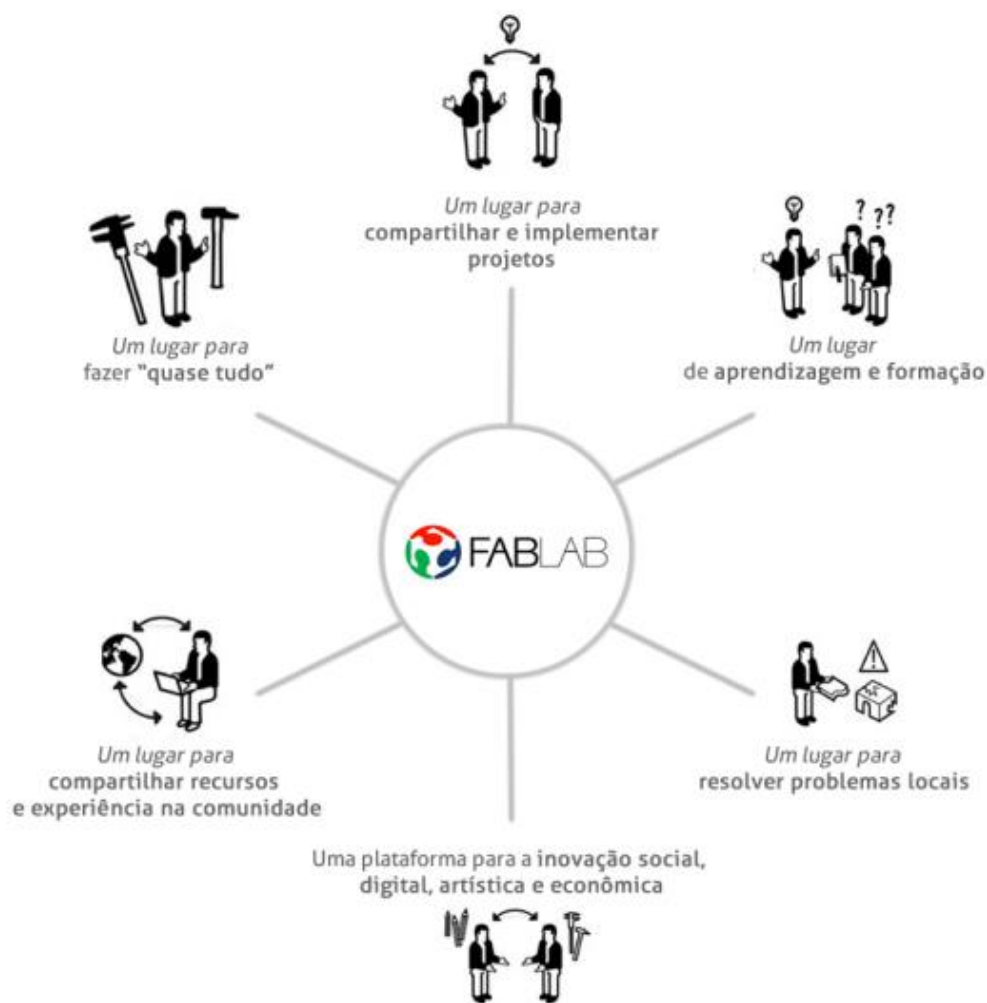 Um lugar para
compartilhar e implementar
projetos
Um lugar para
fazer “quase tudo”
? ??
Um lugar
de aprendizagem e formação
FABLAB
Um lugar para
compartilhar recursos
e experiência na comunidade
Um lugar para
resolver problemas locais
Uma plataforma para a inovação social,
digital, artística e econômica